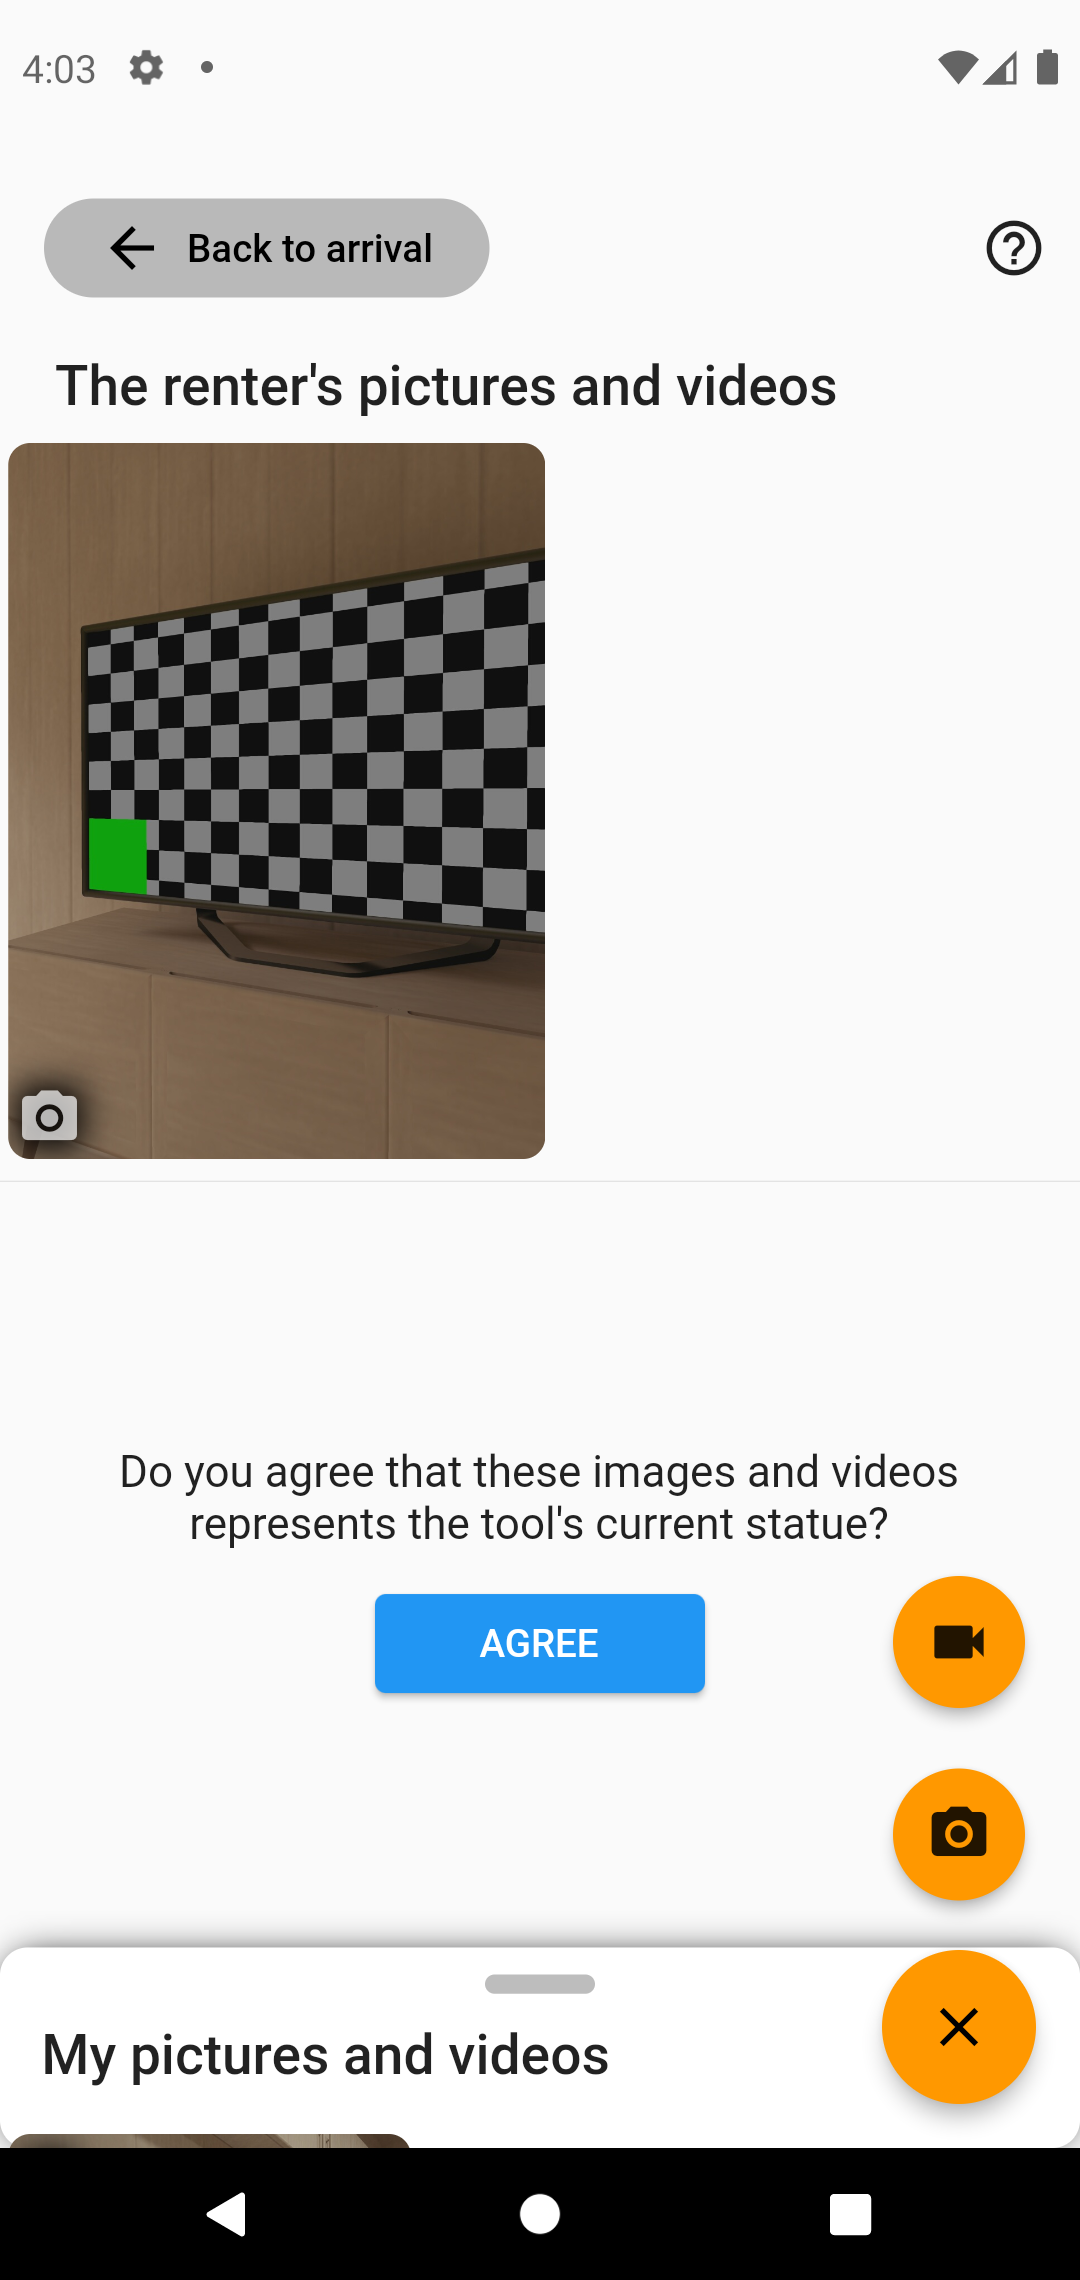 4:03
Back to arrival
The renter's pictures and videos
Do you agree that these images and videos
represents the tool's current statue?
AGREE
My pictures and videos